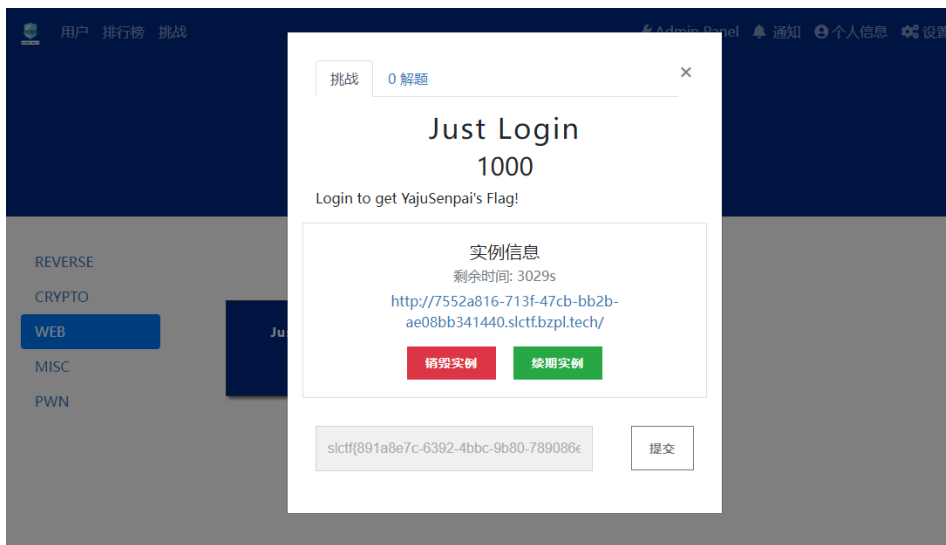 用户 排行榜 挑战
Admin Panel 通知 个人信息 设置
挑战 0 解题 ×
Just Login
1000
Login to get YajuSenpai's Flag!
实例信息
剩余时间: 3029s
http://7552a816-713f-47cb-bb2b-
ae08bb341440.slctf.bzpl.tech/
销毁实例 续期实例
slctf{891a8e7c-6392-4bbc-9b80-789086e
提交
REVERSE
CRYPTO
WEB
MISC
PWN
Ju